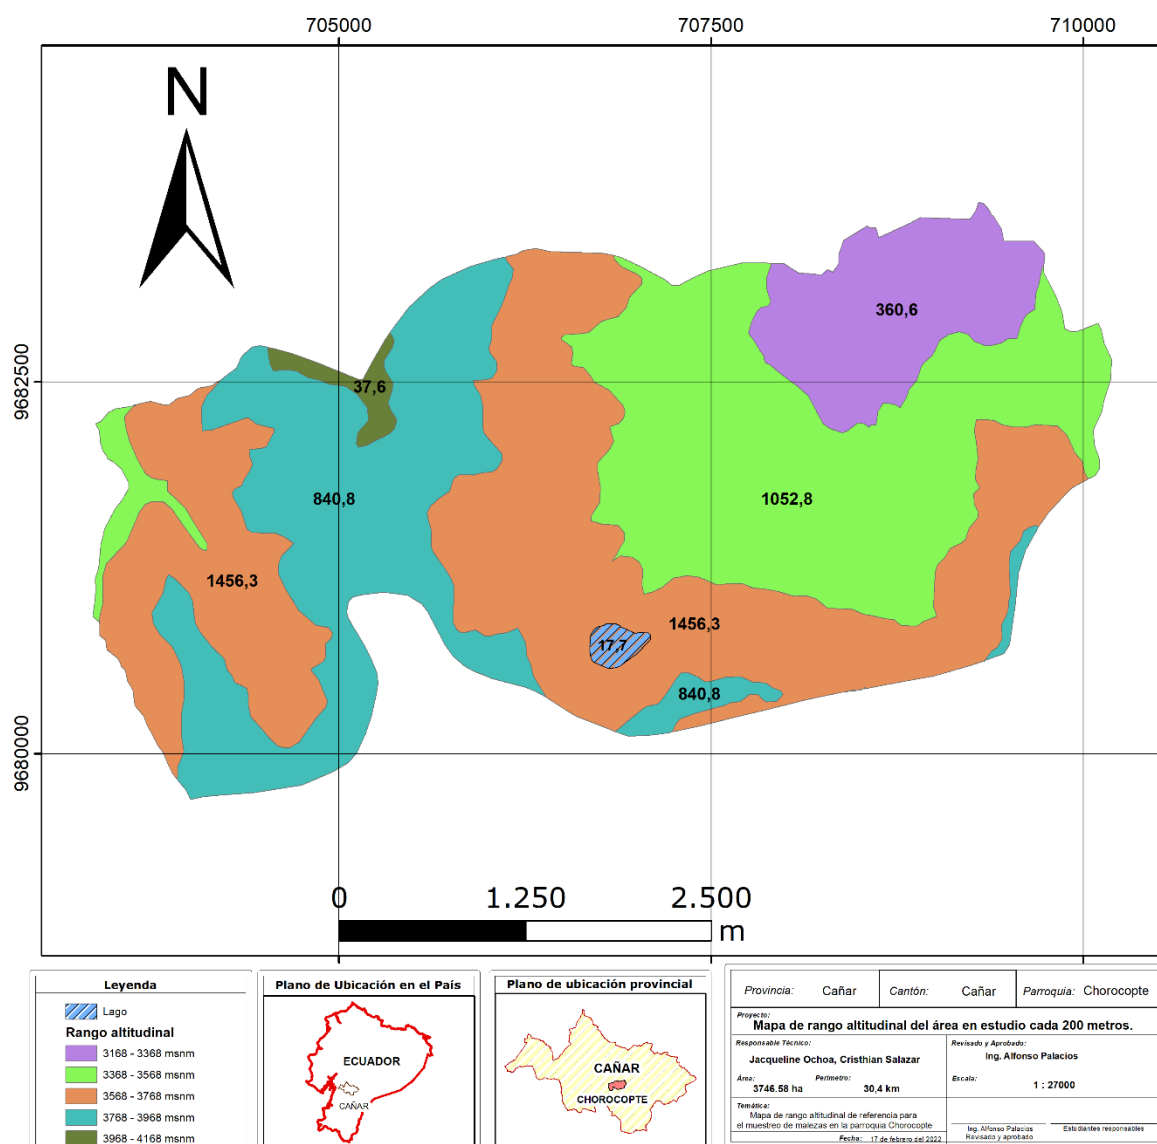 705000
707500
710000
N
9682500
9680000
360,6
37,6
840,8
1052,8
1456,3
1456,3
17,7
840,8
0 1.250 2.500
m
Leyenda
Lago
Rango altitudinal
3168 - 3368 msnm
3368 - 3568 msnm
3568 - 3768 msnm
3768 - 3968 msnm
3968 - 4168 msnm
Plano de Ubicación en el País
ECUADOR
CAÑAR
Plano de ubicación provincial
CAÑAR
CHOROCOPTE
Provincia: Cañar Cantón: Cañar Parroquia: Chorocopte
Proyecto:
Mapa de rango altitudinal del área en estudio cada 200 metros.
Responsable Técnico:
Jacqueline Ochoa, Cristhian Salazar
Revisado y Aprobado:
Ing. Alfonso Palacios
Área: Perímetro:
3746.58 ha 30,4 km
Escala:
1 : 27000
Temática:
Mapa de rango altitudinal de referencia para
el muestreo de malezas en la parroquia Chorocopte
Fecha: 17 de febrero del 2022
Ing. Alfonso Palacios
Revisado y aprobado
Estudiantes responsables